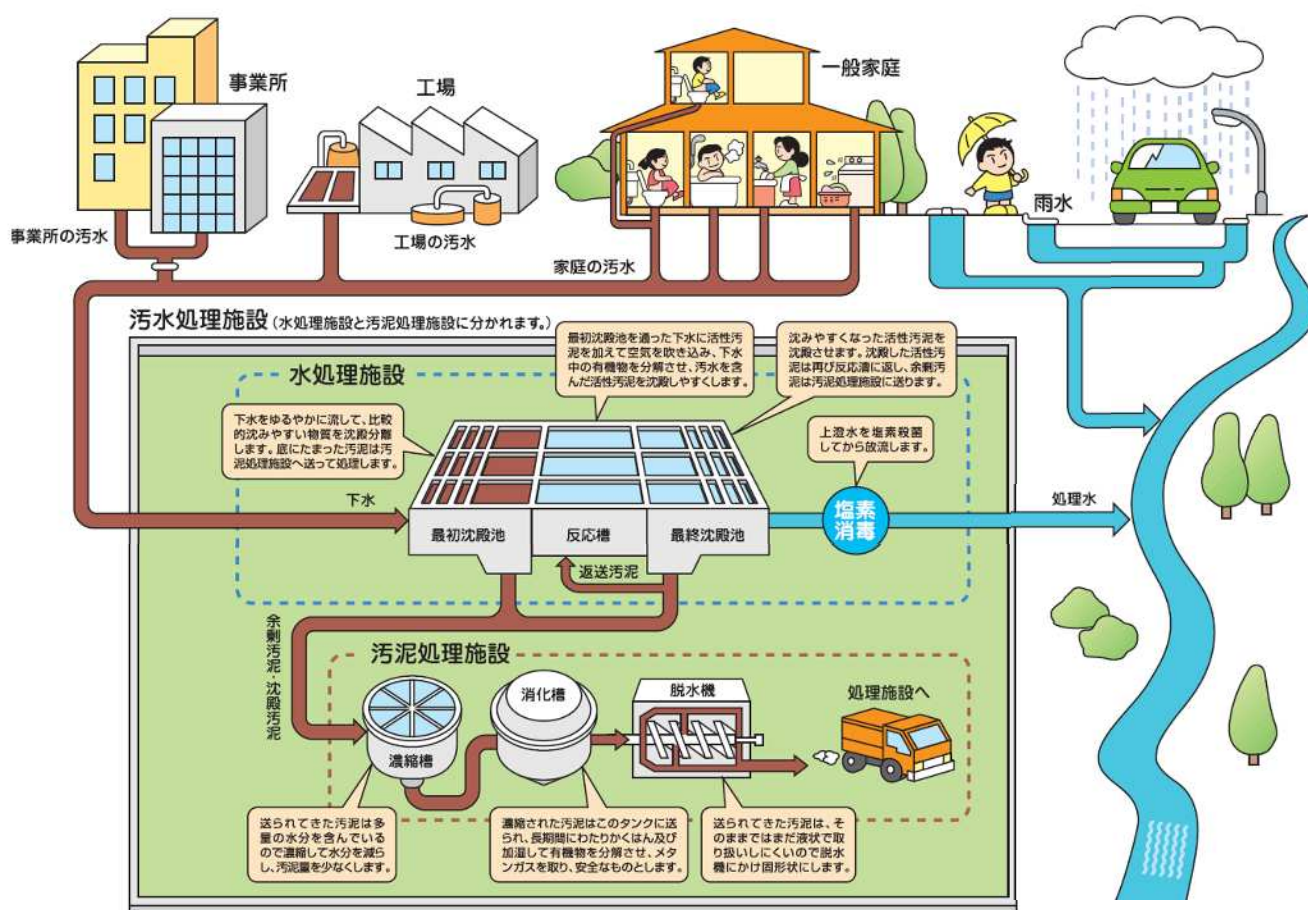 事業所
工場
一般家庭
雨水
事業所の汚水
工場の汚水
家庭の汚水
汚水処理施設(水処理施設と汚泥処理施設に分かれます。)
水処理施設
下水をゆるやかに流して、比較
的沈みやすい物質を沈殿分離
します。底にたまった汚泥は汚
泥処理施設へ送って処理します。
最初沈殿池を通った下水に活性汚
泥を加えて空気を吹き込み、下水
中の有機物を分解させ、汚水を含
んだ活性汚泥を沈殿しやすくします。
沈みやすくなった活性汚泥を
沈殿させます。沈殿した活性汚
泥は再び反応漕に返し、余剰汚
泥は汚泥処理施設に送ります。
上澄水を塩素殺菌
してから放流します。
下水
最初沈殿池
反応槽
最終沈殿池
塩素
消毒
処理水
返送汚泥
余剰汚泥・沈殿汚泥
汚泥処理施設
濃縮槽
消化槽
脱水機
処理施設へ
送られてきた汚泥は多
量の水分を含んでいる
ので濃縮して水分を減ら
し、汚泥量を少なくします。
濃縮された汚泥はこのタンクに送
られ、長期間にわたりかくはん及び
加温して有機物を分解させ、メタ
ンガスを取り、安全なものとします。
送られてきた汚泥は、そ
のままではまだ液状で取
り扱いしにくいので脱水
機にかけ固形状にします。